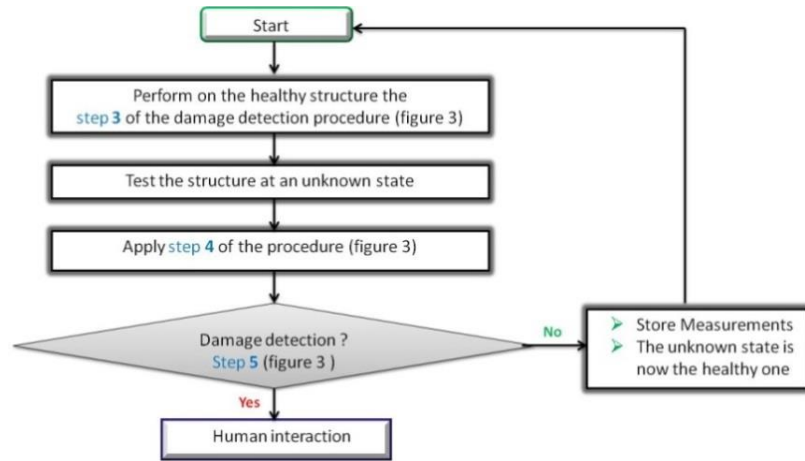 Start
Perform on the healthy structure the
step 3 of the damage detection procedure (figure 3)
Test the structure at an unknown state
Apply step 4 of the procedure (figure 3)
Damage detection ?
Step 5 (figure 3 )
No
Store Measurements
The unknown state is
now the healthy one
Yes
Human interaction